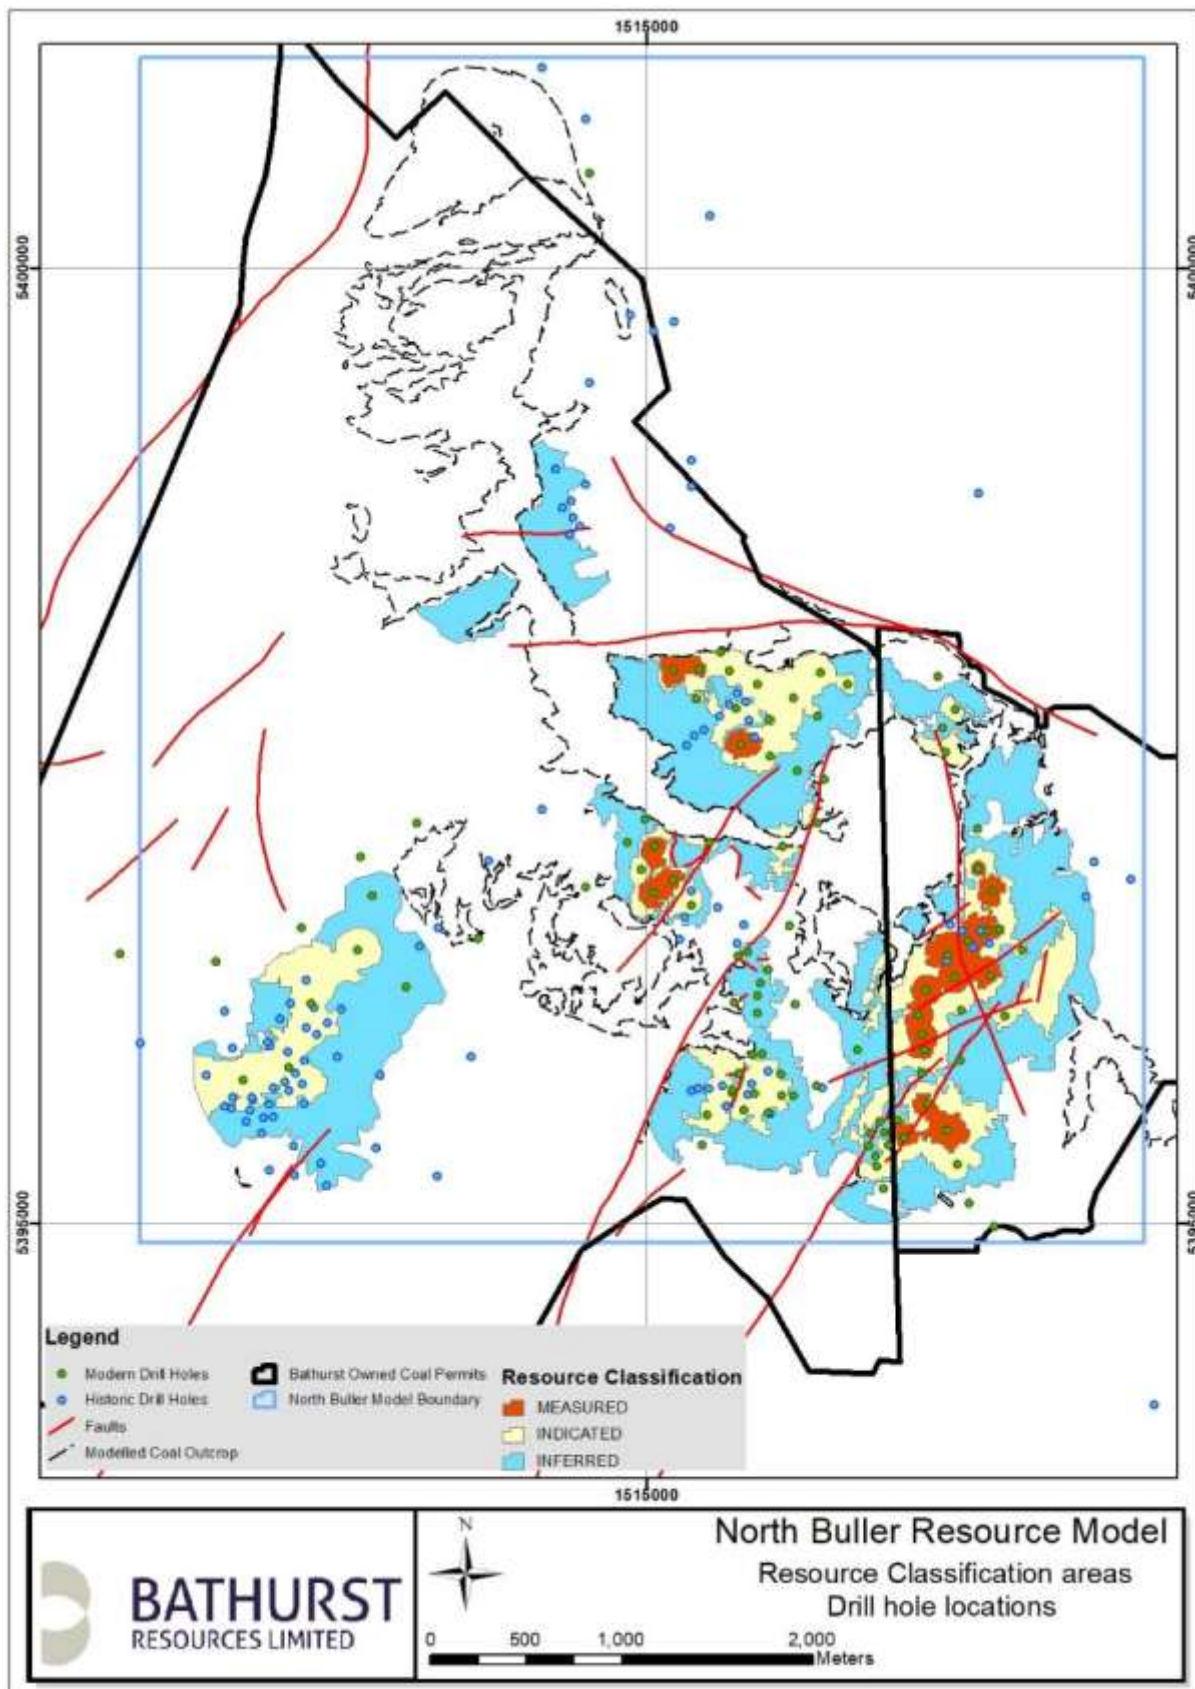 1515000
5400000
5400000
5395000
5395000
Legend
Modern Drill Holes
Historic Drill Holes
Faults
Modelled Coal Outcrop
Bathurst Owned Coal Permits
North Buller Model Boundary
Resource Classification
MEASURED
INDICATED
INFERRED
1515000
BATHURST
RESOURCES LIMITED
N
North Buller Resource Model
Resource Classification areas
Drill hole locations
0 500 1,000 2,000
Meters